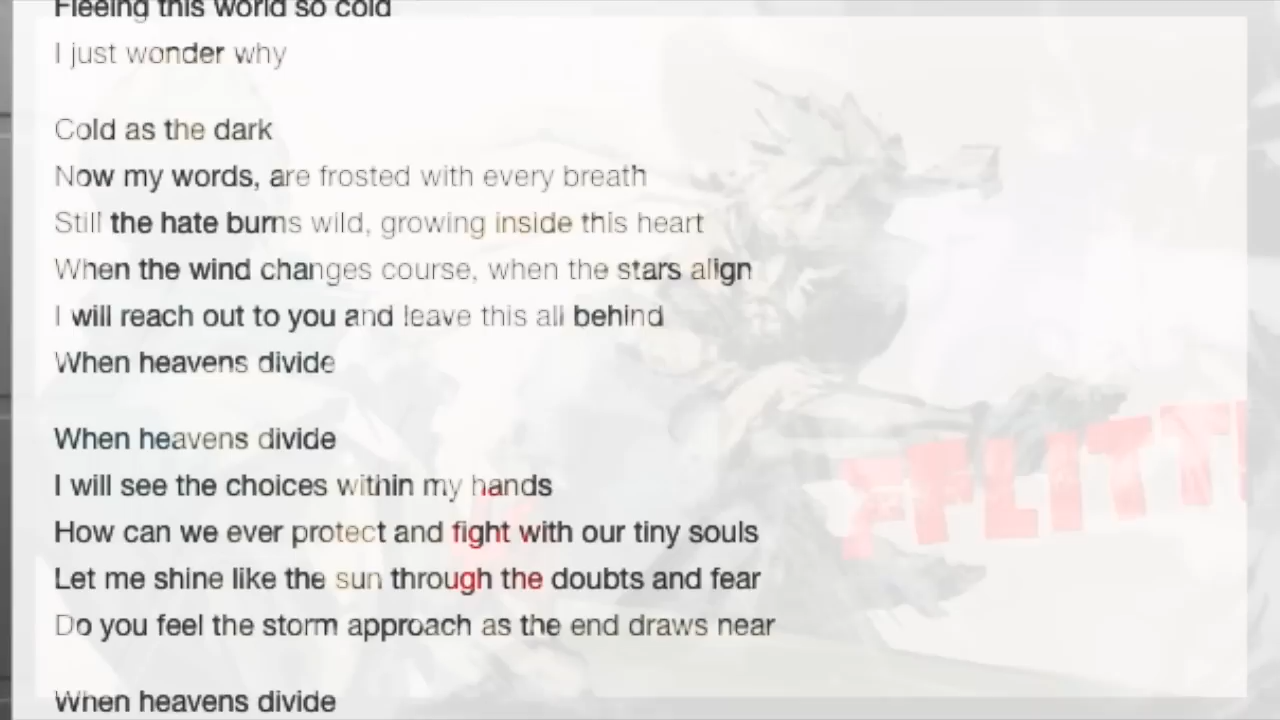 Fleeing this world so cold
I just wonder why
Cold as the dark
Now my words, are frosted with every breath
Still the hate burns wild, growing inside this heart
When the wind changes course, when the stars align
I will reach out to you and leave this all behind
When heavens divide
When heavens divide
I will see the choices within my hands
How can we ever protect and fight with our tiny souls
Let me shine like the sun through the doubts and fear
Do you feel the storm approach as the end draws near
When heavens divide